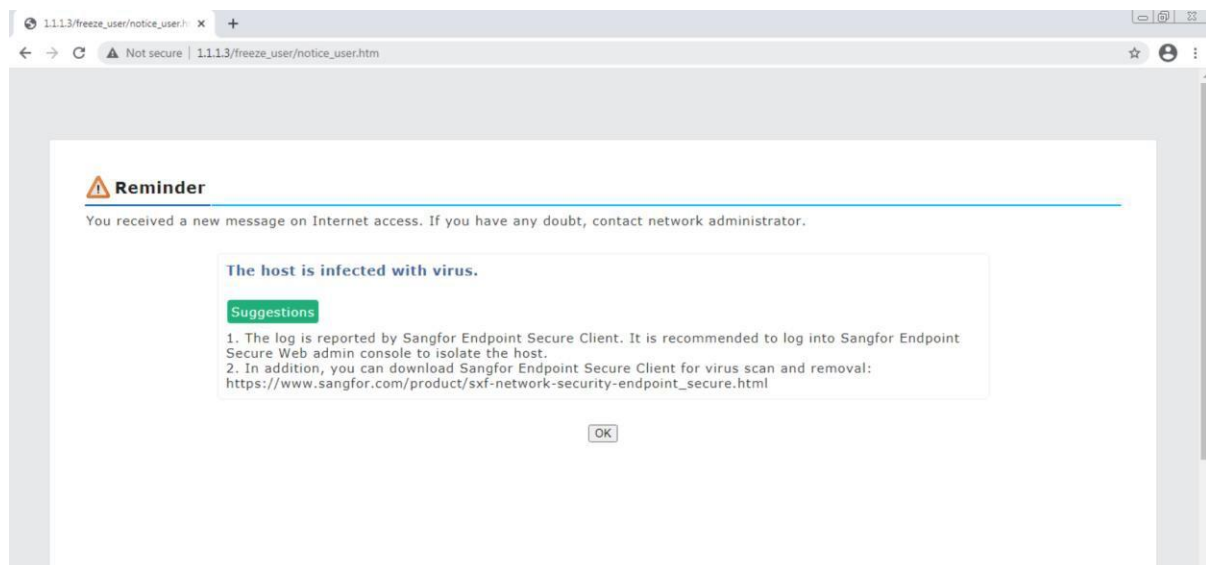 1.1.1.3/freeze_user/notice_user.h
Not secure | 1.1.1.3/freeze_user/notice_user.htm
Reminder
You received a new message on Internet access. If you have any doubt, contact network administrator.
The host is infected with virus.
Suggestions
1. The log is reported by Sangfor Endpoint Secure Client. It is recommended to log into Sangfor Endpoint
Secure Web admin console to isolate the host.
2. In addition, you can download Sangfor Endpoint Secure Client for virus scan and removal:
https://www.sangfor.com/product/sxf-network-security-endpoint_secure.html
OK